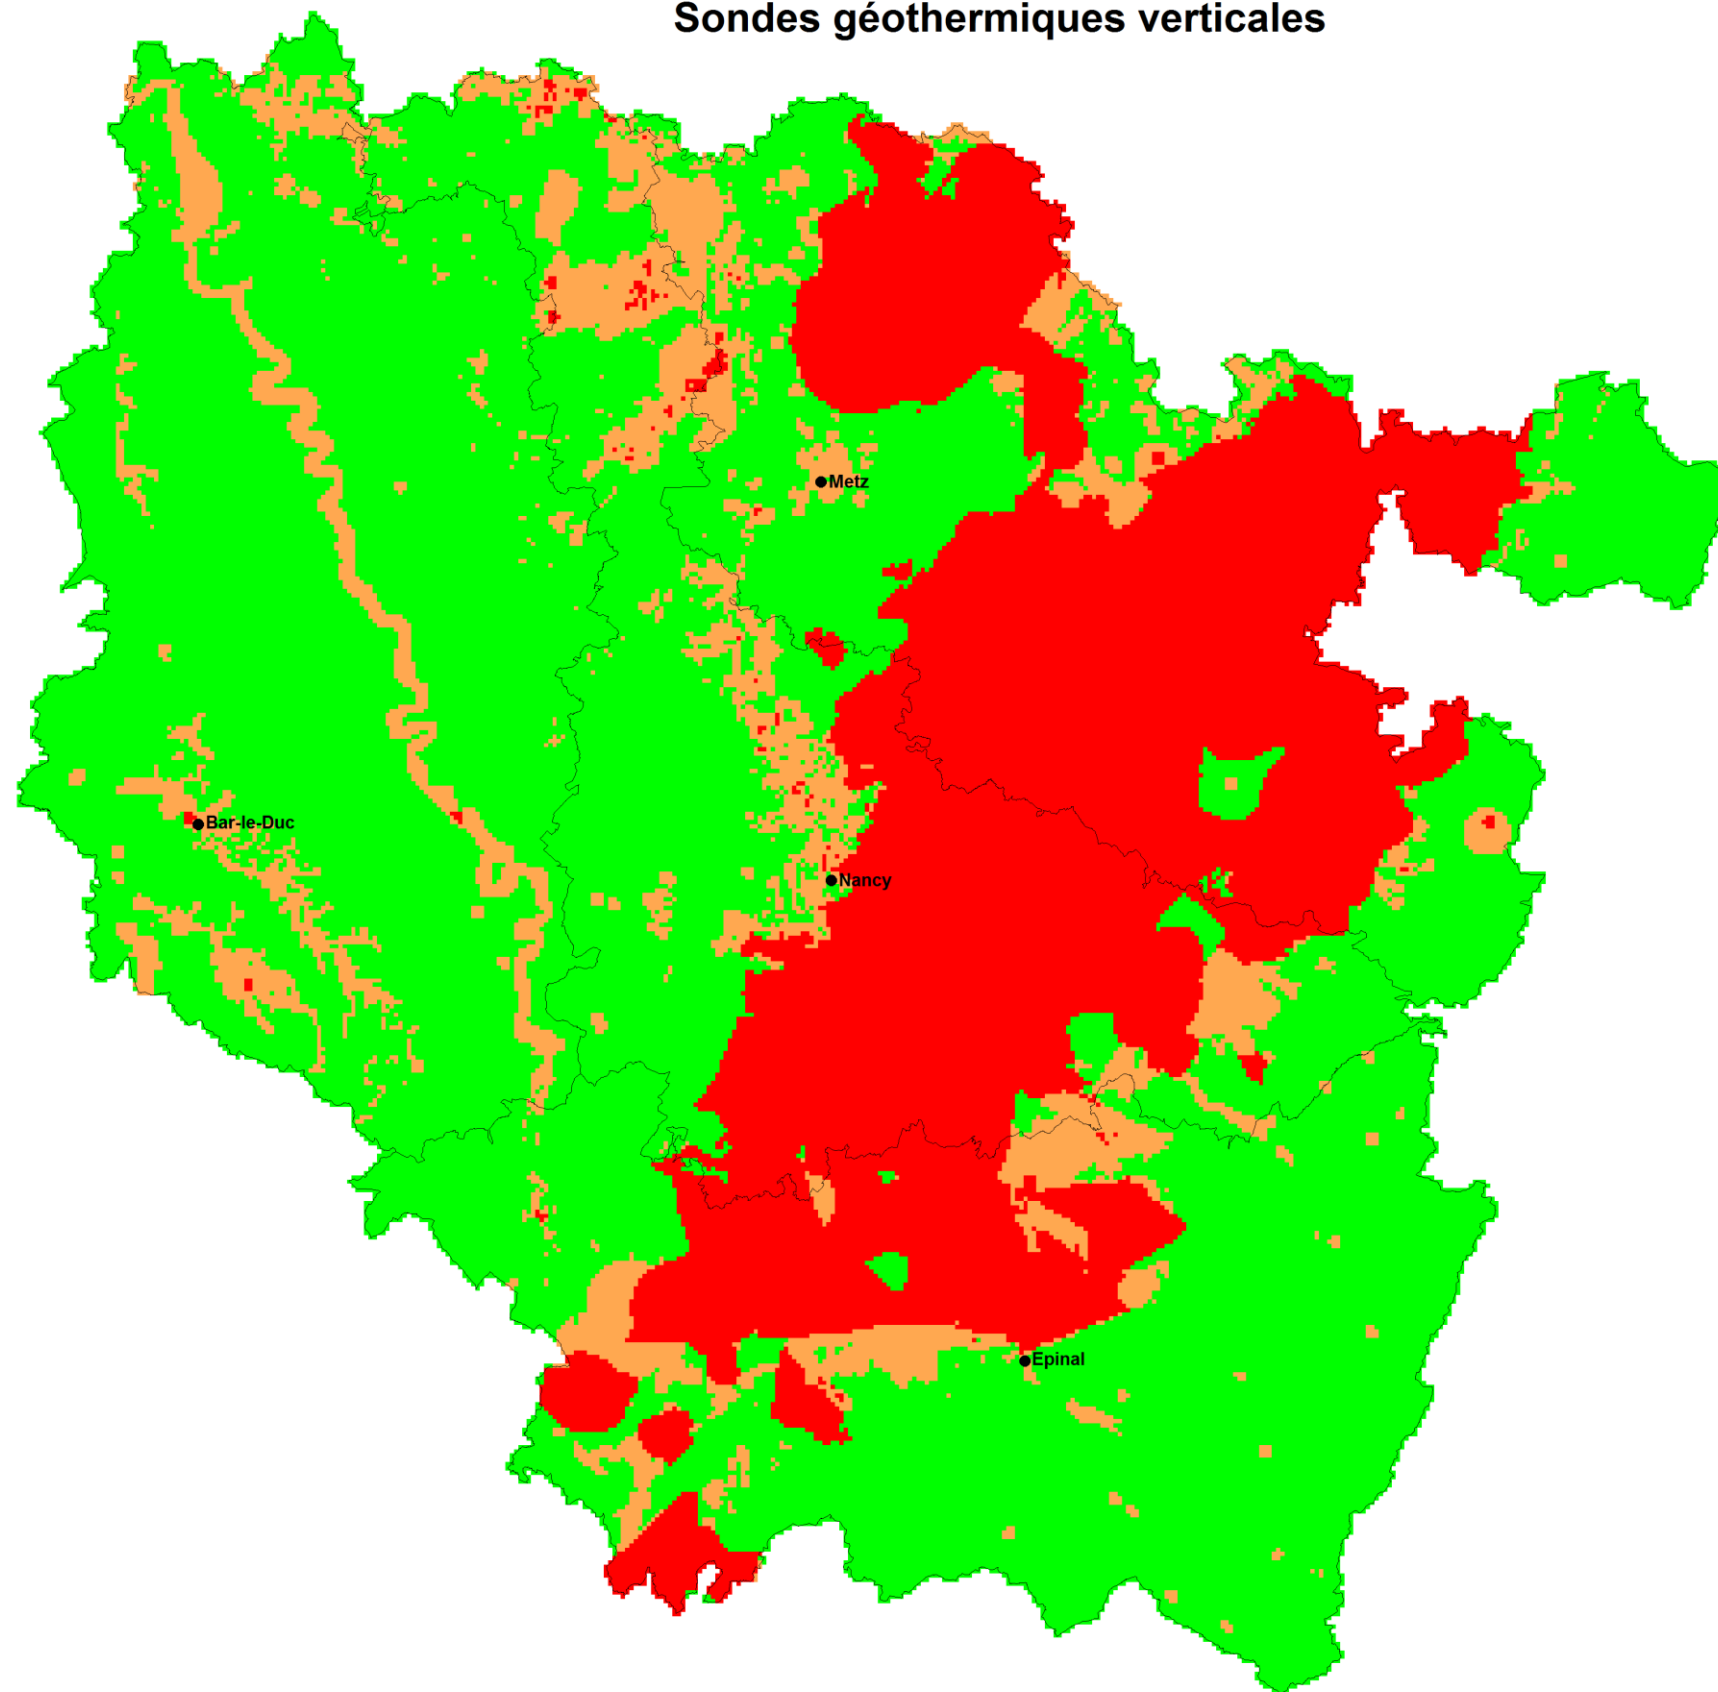 Sondes géothermiques verticales
Metz
Bar-le-Duc
Nancy
Epinal